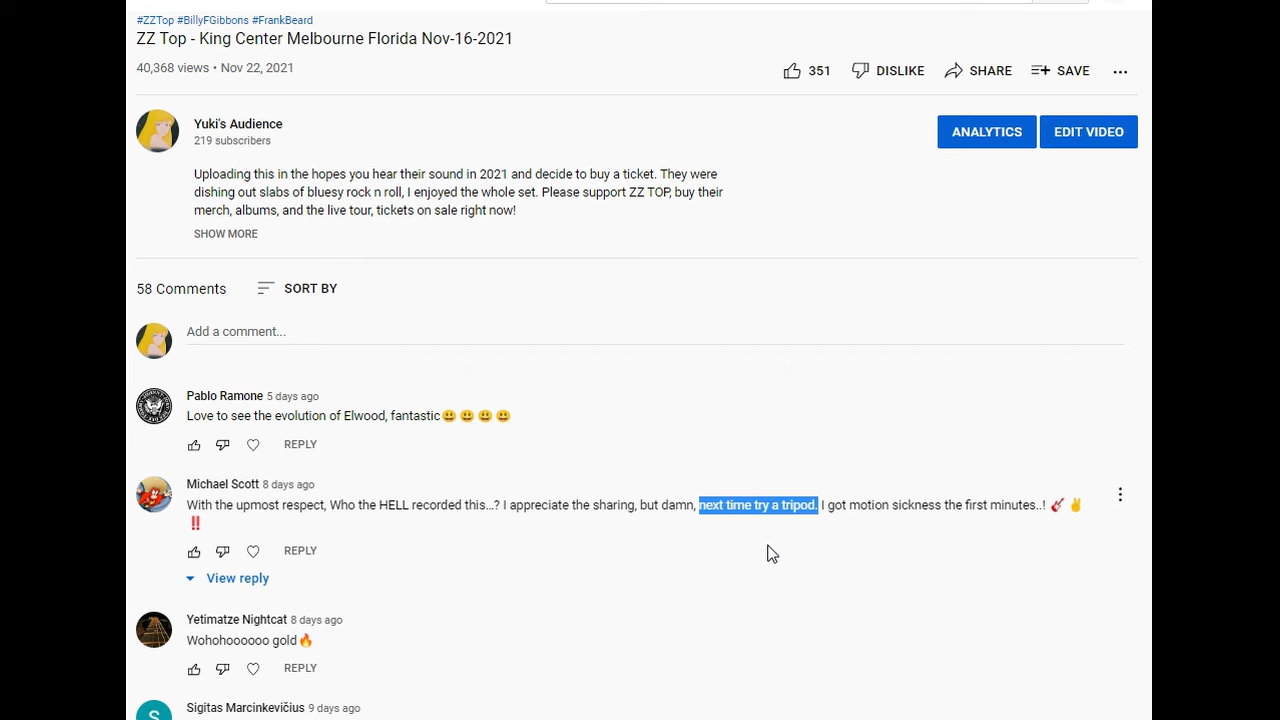 #ZZTop #BillyFGibbons #FrankBeard
ZZ Top - King Center Melbourne Florida Nov-16-2021
40,368 views • Nov 22, 2021
351 DISLIKE SHARE SAVE ...
Yuki's Audience
219 subscribers
ANALYTICS EDIT VIDEO
Uploading this in the hopes you hear their sound in 2021 and decide to buy a ticket. They were
dishing out slabs of bluesy rock n roll, I enjoyed the whole set. Please support ZZ TOP, buy their
merch, albums, and the live tour, tickets on sale right now!
SHOW MORE
58 Comments SORT BY
Add a comment...
Pablo Ramone 5 days ago
Love to see the evolution of Elwood, fantastic😃 😃 😃 😃
REPLY
Michael Scott 8 days ago
With the upmost respect, Who the HELL recorded this...? I appreciate the sharing, but damn, next time try a tripod. I got motion sickness the first minutes..! 🎸 ✌
‼
REPLY
View reply
Yetimatze Nightcat 8 days ago
Wohohoooooo gold🔥
REPLY
Sigitas Marcinkevičius 9 days ago
S